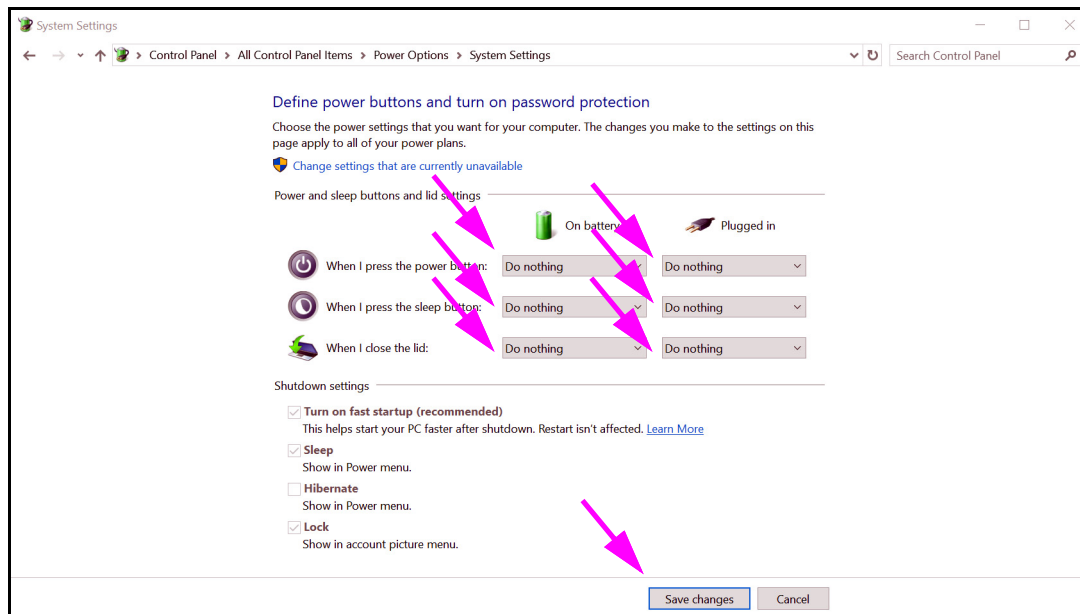 System Settings
Control Panel > All Control Panel Items > Power Options > System Settings
Search Control Panel
Define power buttons and turn on password protection
Choose the power settings that you want for your computer. The changes you make to the settings on this
page apply to all of your power plans.
Change settings that are currently unavailable
Power and sleep buttons and lid settings
On battery
Plugged in
When I press the power button: Do nothing Do nothing
When I press the sleep button: Do nothing Do nothing
When I close the lid: Do nothing Do nothing
Shutdown settings
Turn on fast startup (recommended)
This helps start your PC faster after shutdown. Restart isn't affected. Learn More
Sleep
Show in Power menu.
Hibernate
Show in Power menu.
Lock
Show in account picture menu.
Save changes
Cancel